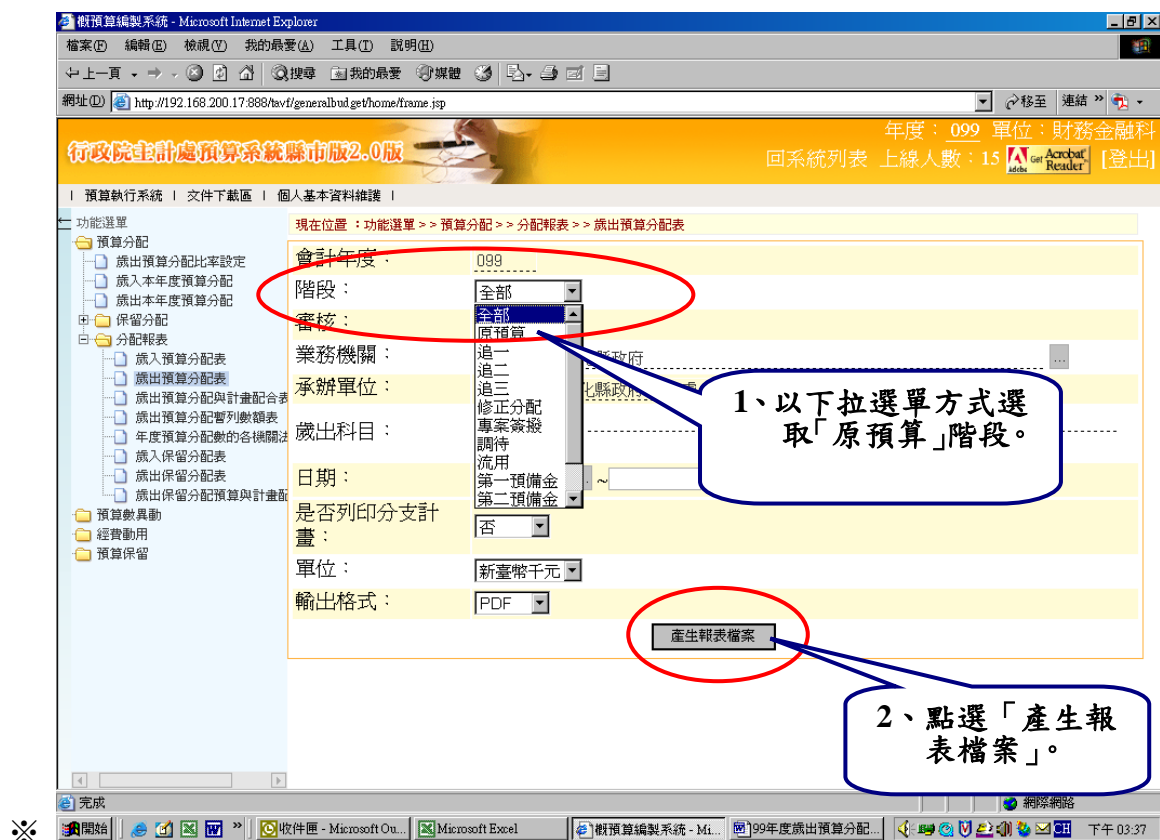 概預算編製系統 - Microsoft Internet Explorer
檔案(F) 編輯(E) 檢視(V) 我的最愛(A) 工具(T) 說明(H)
上一頁 搜尋 我的最愛 媒體
網址(D) http://192.168.200.17:888/tavf/generalbudget/home/frame.jsp 移至 連結 »
年度：099 單位：財務金融科
行政院主計處預算系統縣市版2.0版
回系統列表 上線人數：15 Adobe Get Acrobat Reader [登出]
| 預算執行系統 | 文件下載區 | 個人基本資料維護 |
功能選單
預算分配
歲出預算分配比率設定
歲入本年度預算分配
歲出本年度預算分配
保留分配
分配報表
歲入預算分配表
歲出預算分配表
歲出預算分配與計畫配合表
歲出預算分配暫列數額表
年度預算分配數的各機關法
歲入保留分配表
歲出保留分配表
歲出保留分配預算與計畫配
預算數異動
經費動用
預算保留
現在位置：功能選單>>預算分配>>分配報表>>歲出預算分配表
會計年度： 099
階段： 全部
全部
原預算
追一
追二
追三
修正分配
專案簽撥
調待
流用
第一預備金
第二預備金
審核：
業務機關： 縣政府 ...
承辦單位： 化縣政府
歲出科目：
日期： ~
是否列印分支計
畫： 否
單位： 新臺幣千元
輸出格式： PDF
產生報表檔案
1、以下拉選單方式選
取「原預算」階段。
2、點選「產生報
表檔案」。
完成 網際網路
※
開始 » 收件匣 - Microsoft Ou... Microsoft Excel 概預算編製系統 - Mi... 99年度歲出預算分配... CH 下午 03:37